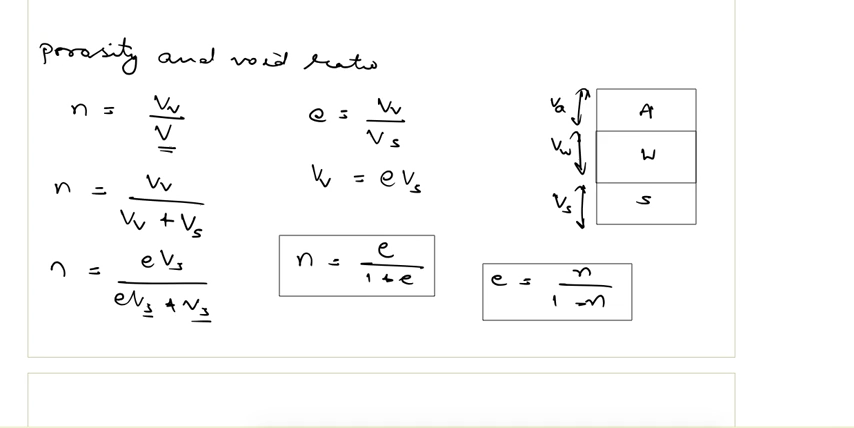 Porosity and void ratio
n = Vv / V
n = Vv / (Vv + Vs)
n = eVs / (eVs + Vs)
e = Vv / Vs
Vv = eVs
n = e / (1 + e)
e = n / (1 - n)
Va A
Vw W
Vs S